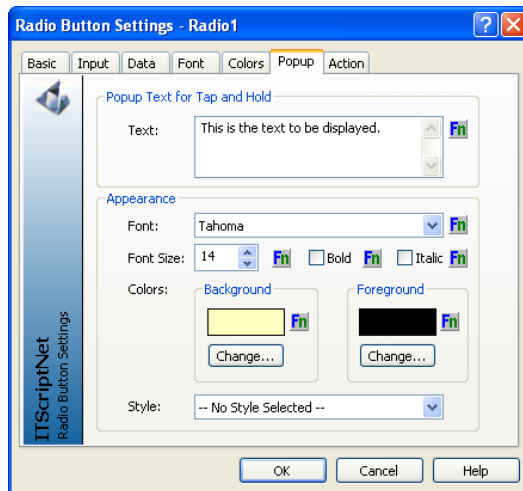 Radio Button Settings - Radio1
Basic Input Data Font Colors Popup Action
Popup Text for Tap and Hold
Text: This is the text to be displayed. Fn
Appearance
Font: Tahoma Fn
Font Size: 14 Fn Bold Fn Italic Fn
Colors: Background Foreground
Fn Fn
Change... Change...
Style: -- No Style Selected --
ITScriptNet
Radio Button Settings
OK Cancel Help